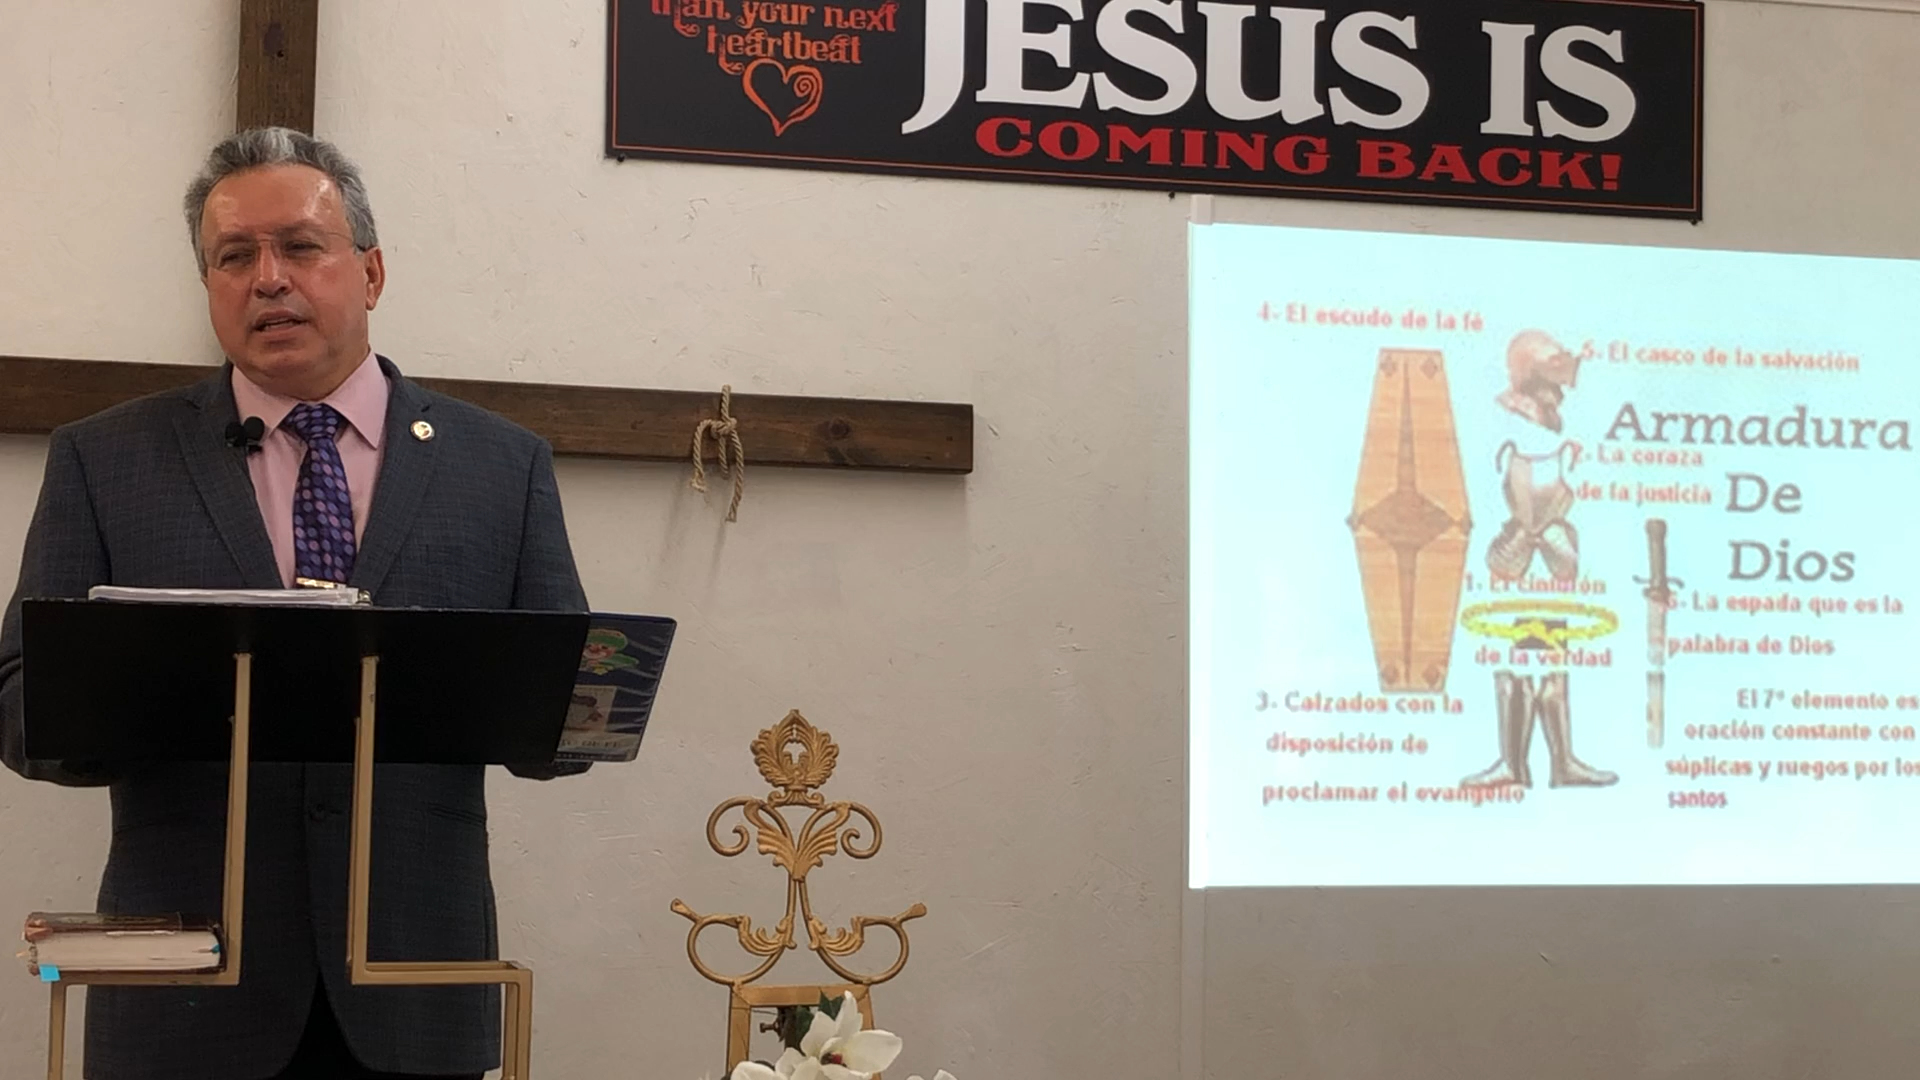 than your next
heartbeat
JESUS IS
COMING BACK!
4- El escudo de la fé
5- El casco de la salvación
Armadura
De
Dios
2- La coraza
de la justicia
1- El cinturón
de la verdad
6- La espada que es la
palabra de Dios
3- Calzados con la
disposición de
proclamar el evangelio
El 7º elemento es
oración constante con
súplicas y ruegos por los
santos